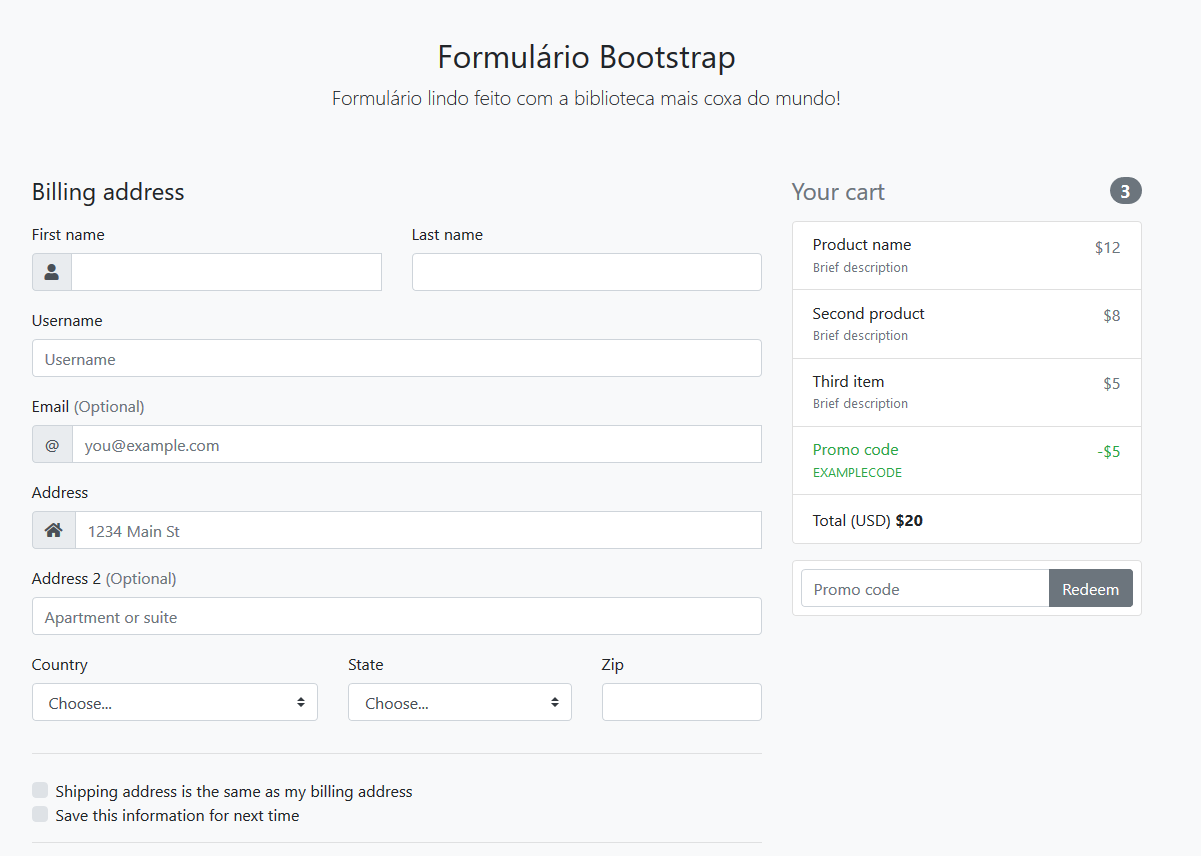 Formulário Bootstrap
Formulário lindo feito com a biblioteca mais coxa do mundo!
Billing address
First name
Last name
Username
Username
Email (Optional)
@ you@example.com
Address
1234 Main St
Address 2 (Optional)
Apartment or suite
Country
State
Zip
Choose...
Choose...
Shipping address is the same as my billing address
Save this information for next time
Your cart 3
Product name $12
Brief description
Second product $8
Brief description
Third item $5
Brief description
Promo code -$5
EXAMPLECODE
Total (USD) $20
Promo code Redeem